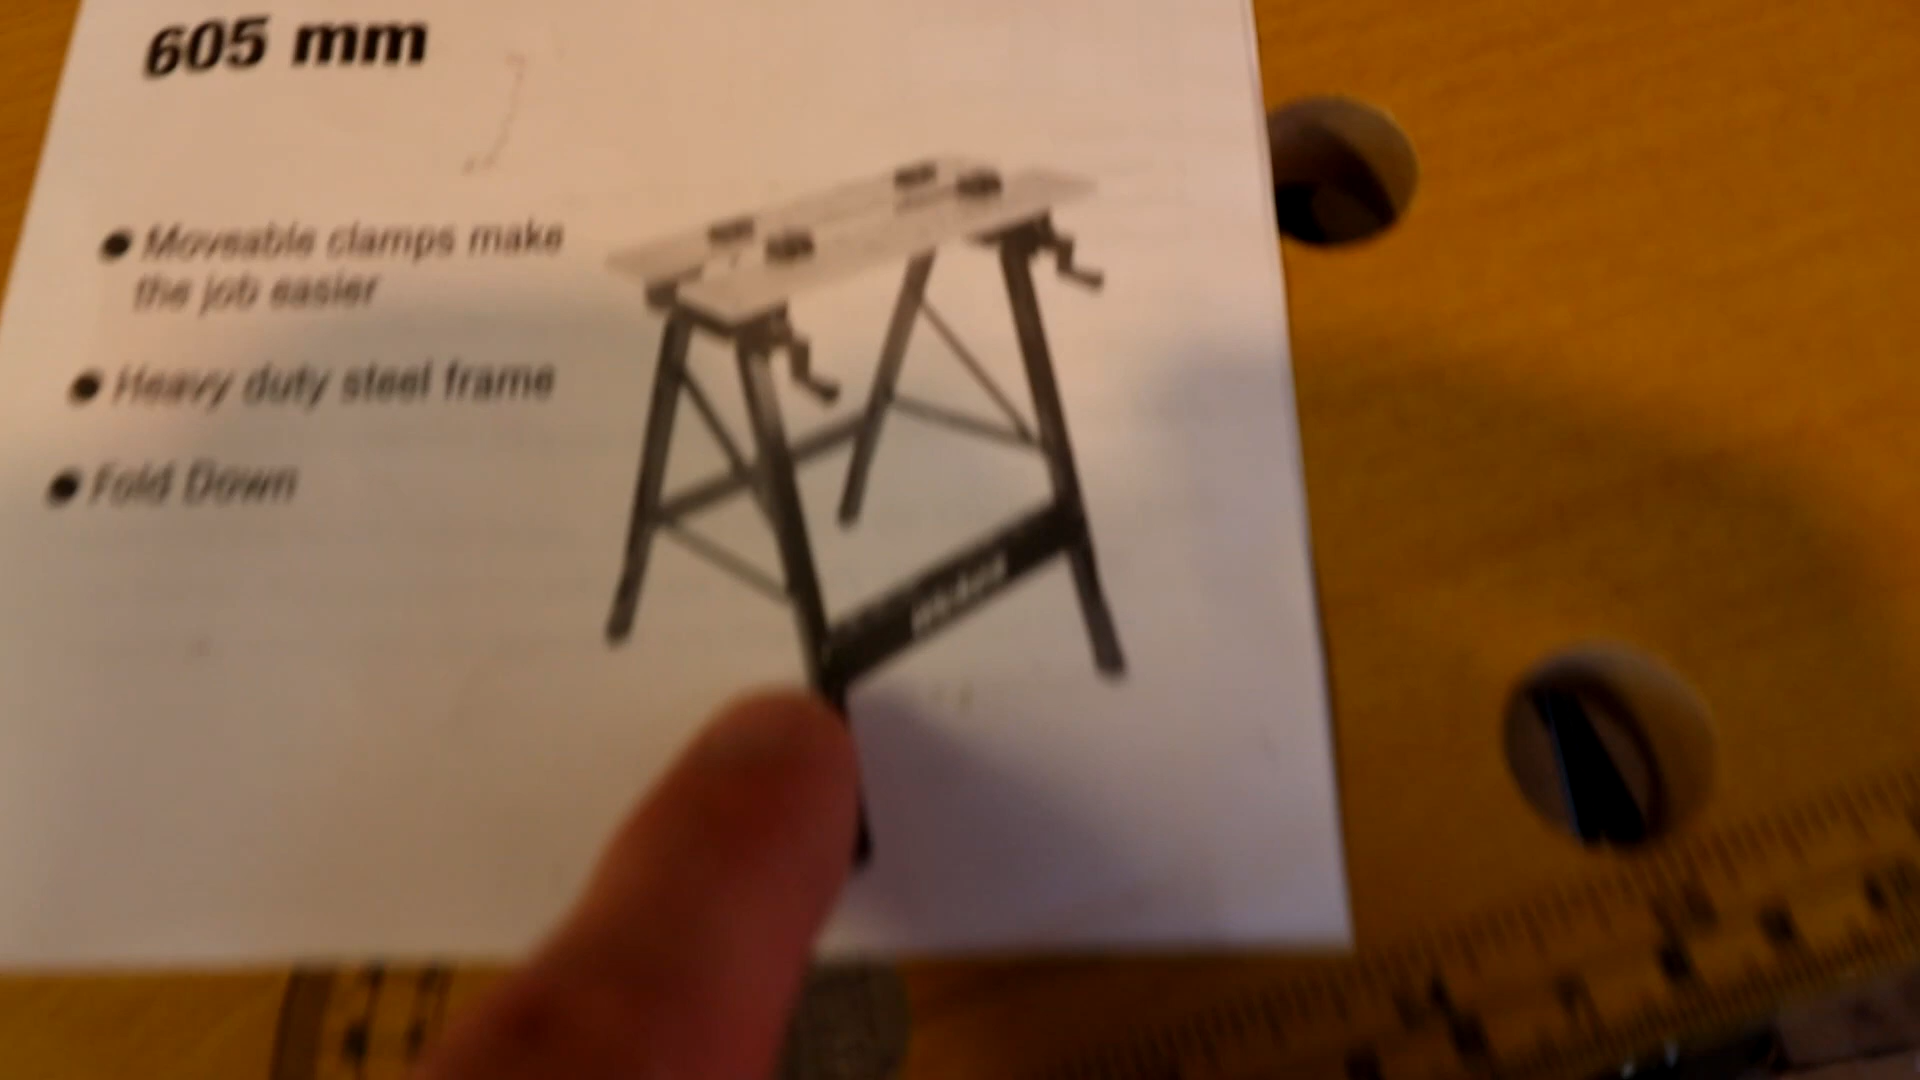 605 mm
● Moveable clamps make
the job easier
● Heavy duty steel frame
● Fold Down